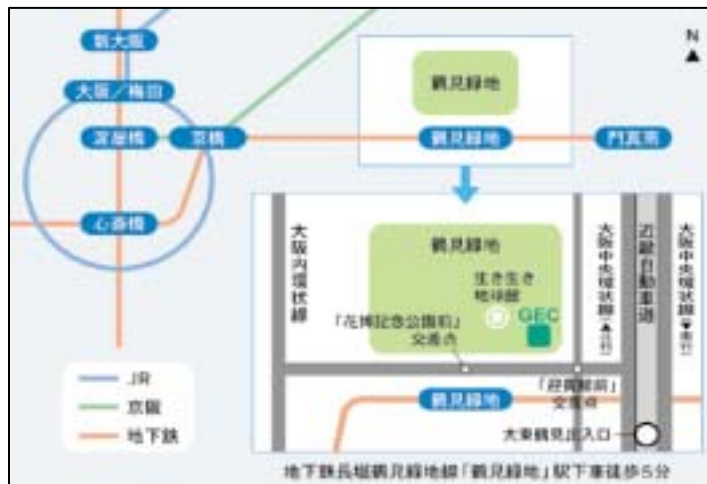 N
新大阪
大阪／梅田
淀屋橋
京橋
鶴見緑地
鶴見緑地
門真南
心斎橋
大阪内環状線
鶴見緑地
生き生き
地球館
GEC
「花博記念公園前」
交差点
大阪中央環状線(▲北行)
近畿自動車道
大阪中央環状線(▼南行)
JR
京阪
地下鉄
鶴見緑地
交差点
大東鶴見出入口
地下鉄長堀鶴見緑地線「鶴見緑地」駅下車徒歩5分